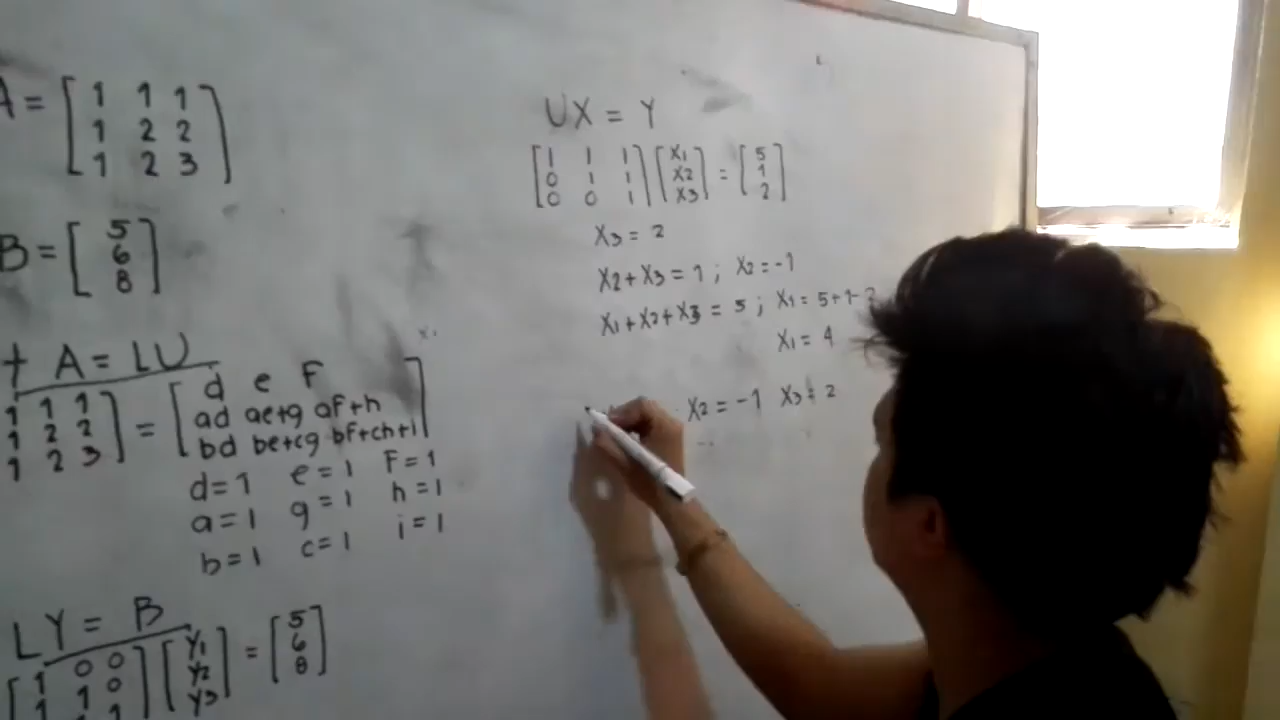 A = [ 1 1 1
1 2 2
1 2 3 ]
B = [ 5
6
8 ]
A = LU
[ 1 1 1
1 2 2
1 2 3 ] = [ d e F
ad ae+g aF+h
bd be+cg bF+ch+i ]
d=1 e=1 F=1
a=1 g=1 h=1
b=1 c=1 i=1
LY = B
[ 1 0 0
1 1 0
1 1 1 ] [ Y1
Y2
Y3 ] = [ 5
6
8 ]
UX = Y
[ 1 1 1
0 1 1
0 0 1 ] [ X1
X2
X3 ] = [ 5
1
2 ]
X3 = 2
X2+X3 = 1 ; X2 = -1
X1+X2+X3 = 5 ; X1 = 5+1-2
X1 = 4
X2 = -1 X3 = 2